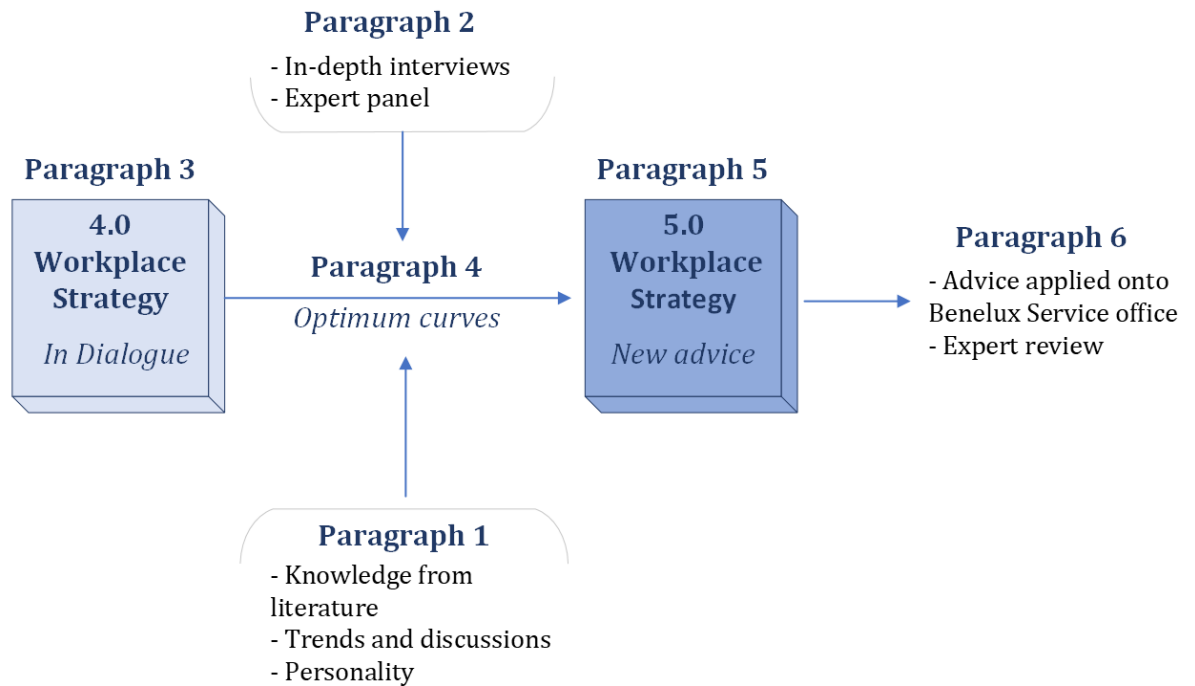 Paragraph 2
- In-depth interviews
- Expert panel
Paragraph 3
4.0
Workplace
Strategy
In Dialogue
Paragraph 4
Optimum curves
Paragraph 5
5.0
Workplace
Strategy
New advice
Paragraph 6
- Advice applied onto
Benelux Service office
- Expert review
Paragraph 1
- Knowledge from
literature
- Trends and discussions
- Personality